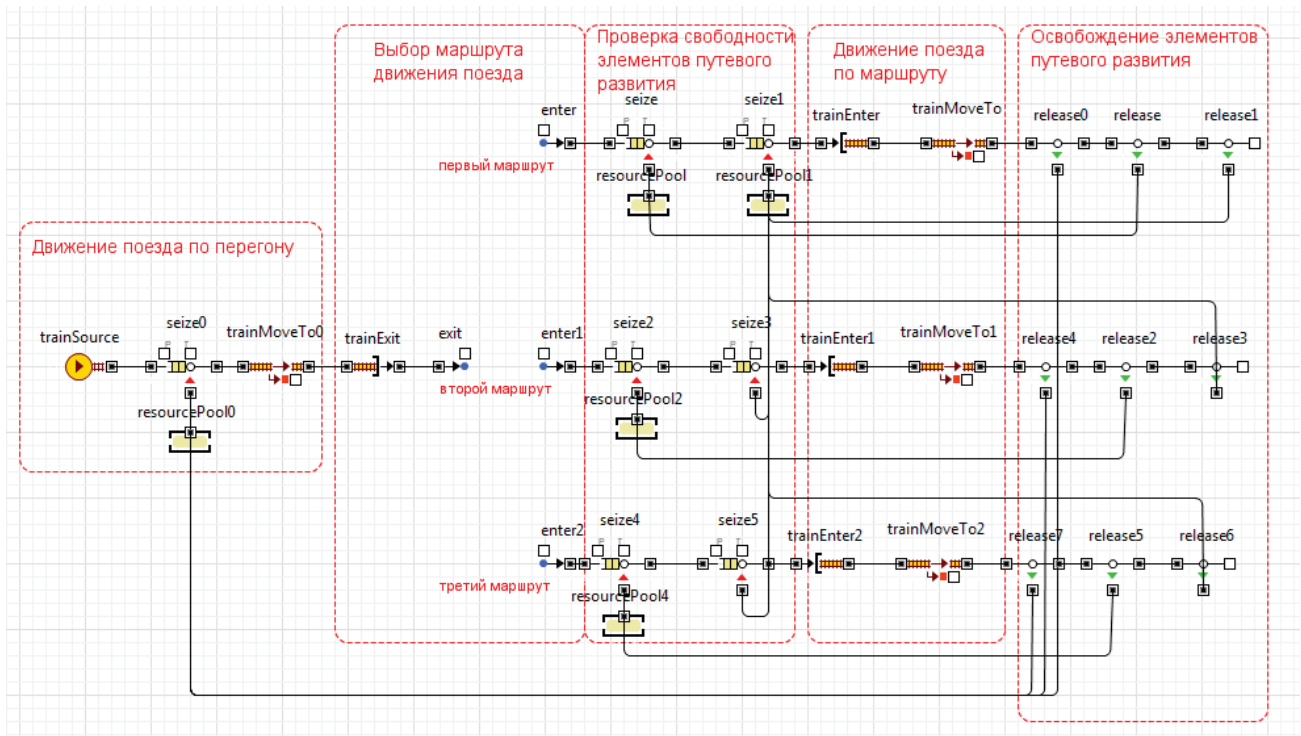 Выбор маршрута
движения поезда
Проверка свободности
элементов путевого
развития
Движение поезда
по маршруту
Освобождение элементов
путевого развития
enter
seize
seize1
trainEnter
trainMoveTo
release0
release
release1
первый маршрут
resourcePool
resourcePool1
Движение поезда по перегону
trainSource
seize0
trainMoveTo0
trainExit
exit
enter1
seize2
seize3
trainEnter1
trainMoveTo1
release4
release2
release3
второй маршрут
resourcePool0
resourcePool2
enter2
seize4
seize5
trainEnter2
trainMoveTo2
release7
release5
release6
третий маршрут
resourcePool4